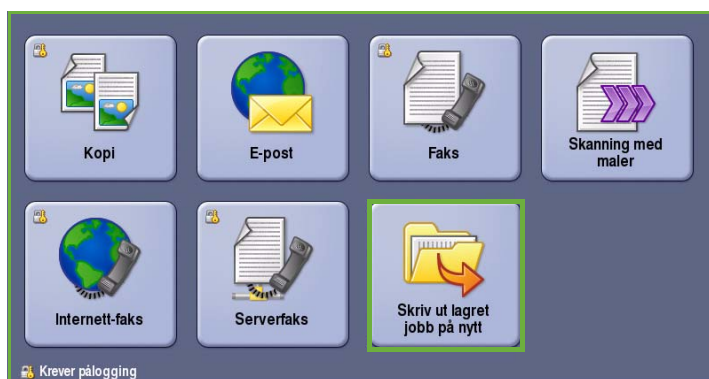 Kopi
E-post
Faks
Skanning med
maler
Internett-faks
Serverfaks
Skriv ut lagret
jobb på nytt
Krever pålogging